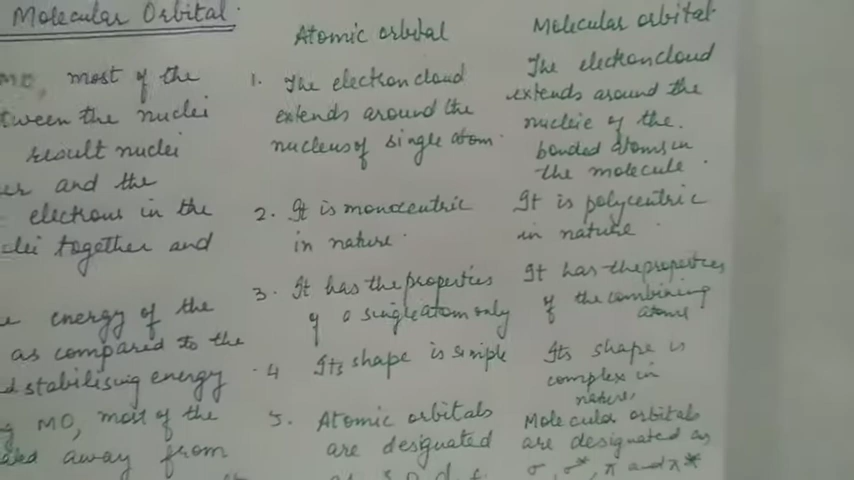 Molecular Orbital
MO, most of the
tween the nuclei
result nuclei
er and the
electrons in the
clei together and
energy of the
as compared to the
d stabilising energy
g MO, most of the
away from
Atomic orbital
1. The electron cloud
extends around the
nucleus of single atom.
2. It is monocentric
in nature.
3. It has the properties
of a single atom only
4 Its shape is simple
5. Atomic orbitals
are designated
as s, p, d, f
Molecular orbital
The electron cloud
extends around the
nucleie of the.
bonded atoms in
the molecule.
It is polycentric
in nature.
It has the properties
of the combining
atoms
Its shape is
complex in
nature,
Molecular orbitals
are designated as
σ, σ*, π and π*